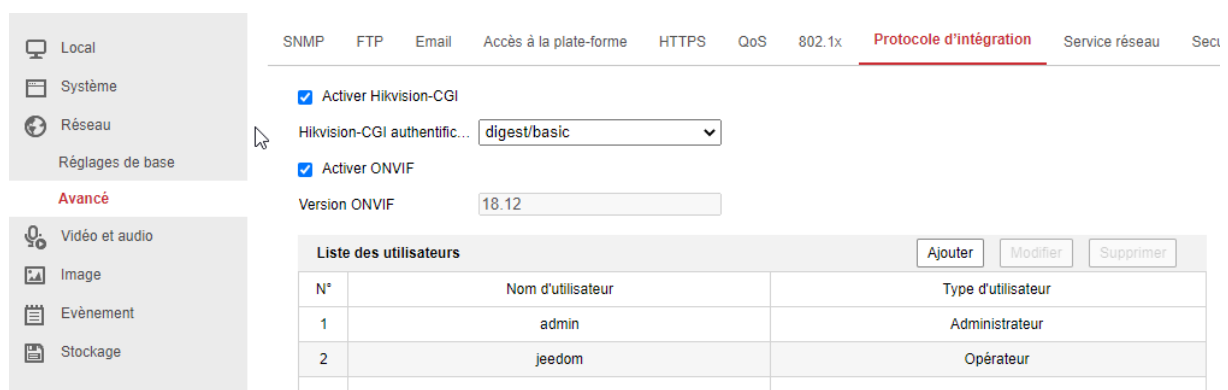 Local
Système
Réseau
Réglages de base
Avancé
Vidéo et audio
Image
Evènement
Stockage
SNMP FTP Email Accès à la plate-forme HTTPS QoS 802.1x Protocole d'intégration Service réseau Secu
Activer Hikvision-CGI
Hikvision-CGI authentific... digest/basic
Activer ONVIF
Version ONVIF 18.12
Liste des utilisateurs Ajouter Modifier Supprimer
N° Nom d'utilisateur Type d'utilisateur
1 admin Administrateur
2 jeedom Opérateur